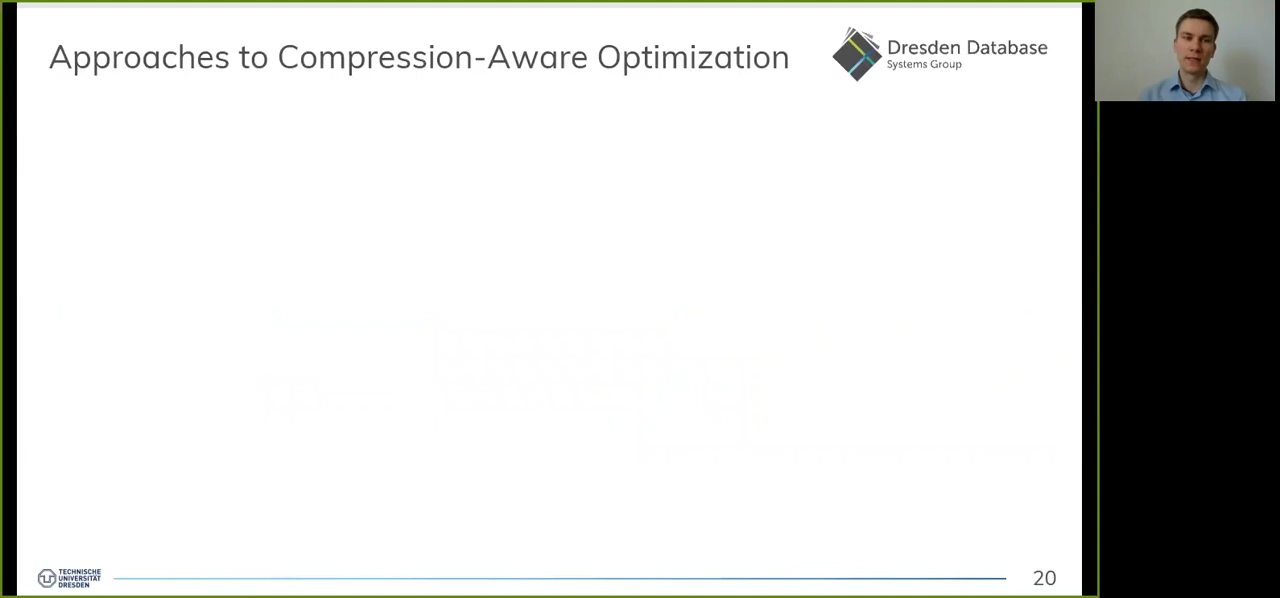 Approaches to Compression-Aware Optimization
Dresden Database
Systems Group
TECHNISCHE
UNIVERSITÄT
DRESDEN
20